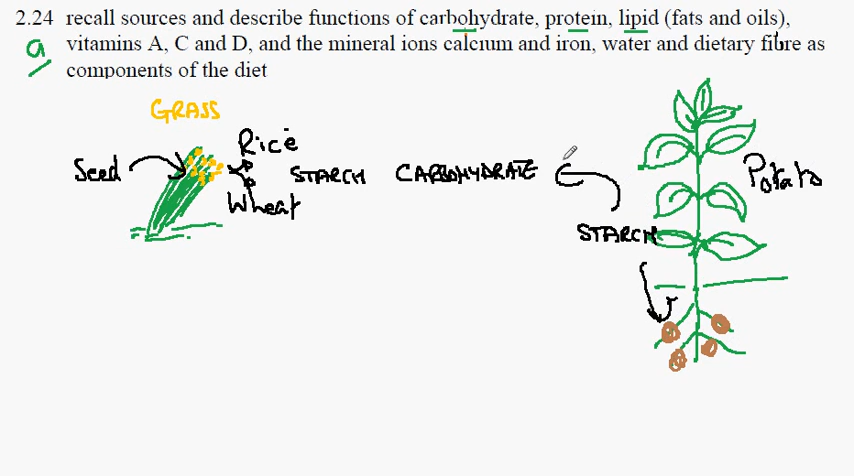 2.24 recall sources and describe functions of carbohydrate, protein, lipid (fats and oils),
a vitamins A, C and D, and the mineral ions calcium and iron, water and dietary fibre as
components of the diet
GRASS
Rice
Seed
STARCH CARBOHYDRATE
Potato
Wheat
STARCH